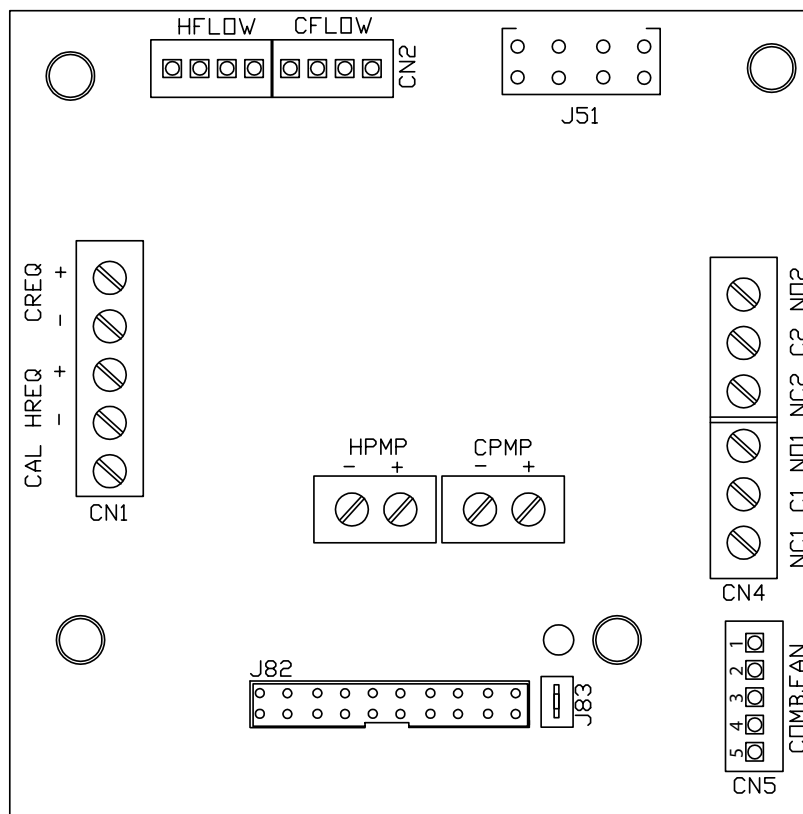 HFLOW CFLOW
CN2
J51
CREQ + -
HREQ + -
CAL
CN1
HPMP CPMP
- + - +
NO2
C2
NC2
NO1
C1
NC1
CN4
J82
J83
1
2
3
4
5
COMB.FAN
CN5